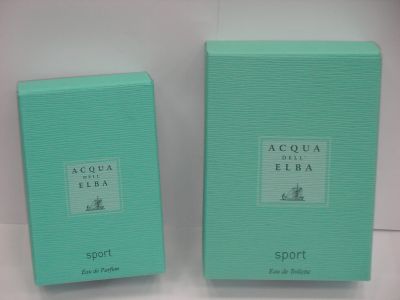 ACQUA
DELL'
ELBA
sport
Eau de Parfum
ACQUA
DELL'
ELBA
sport
Eau de Toilette